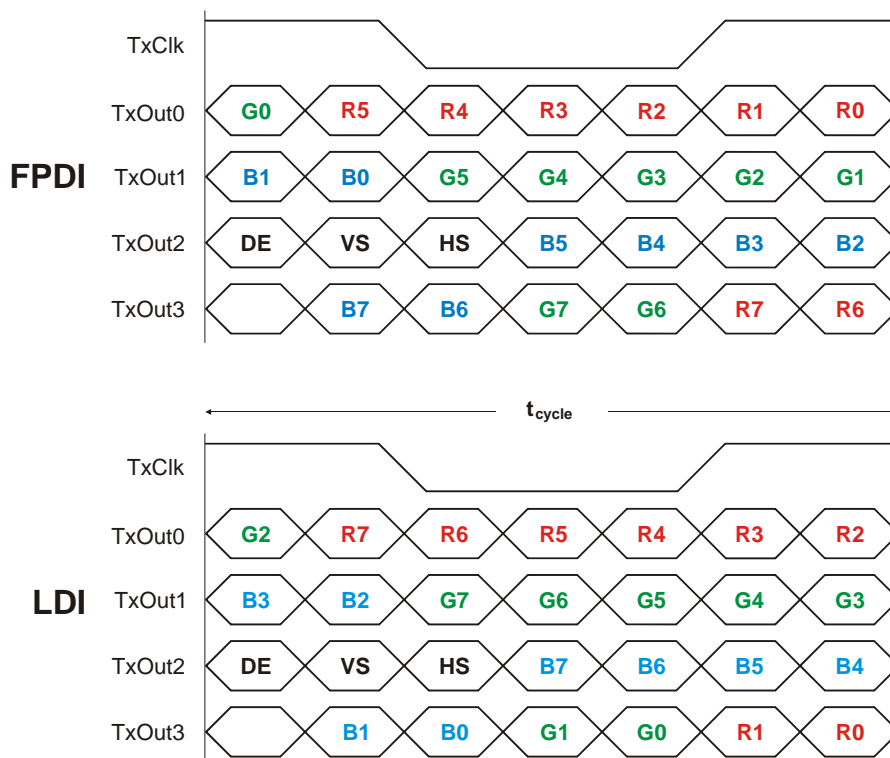 TxClk
TxOut0 G0 R5 R4 R3 R2 R1 R0
FPDI TxOut1 B1 B0 G5 G4 G3 G2 G1
TxOut2 DE VS HS B5 B4 B3 B2
TxOut3 B7 B6 G7 G6 R7 R6
tcycle
TxClk
TxOut0 G2 R7 R6 R5 R4 R3 R2
LDI TxOut1 B3 B2 G7 G6 G5 G4 G3
TxOut2 DE VS HS B7 B6 B5 B4
TxOut3 B1 B0 G1 G0 R1 R0